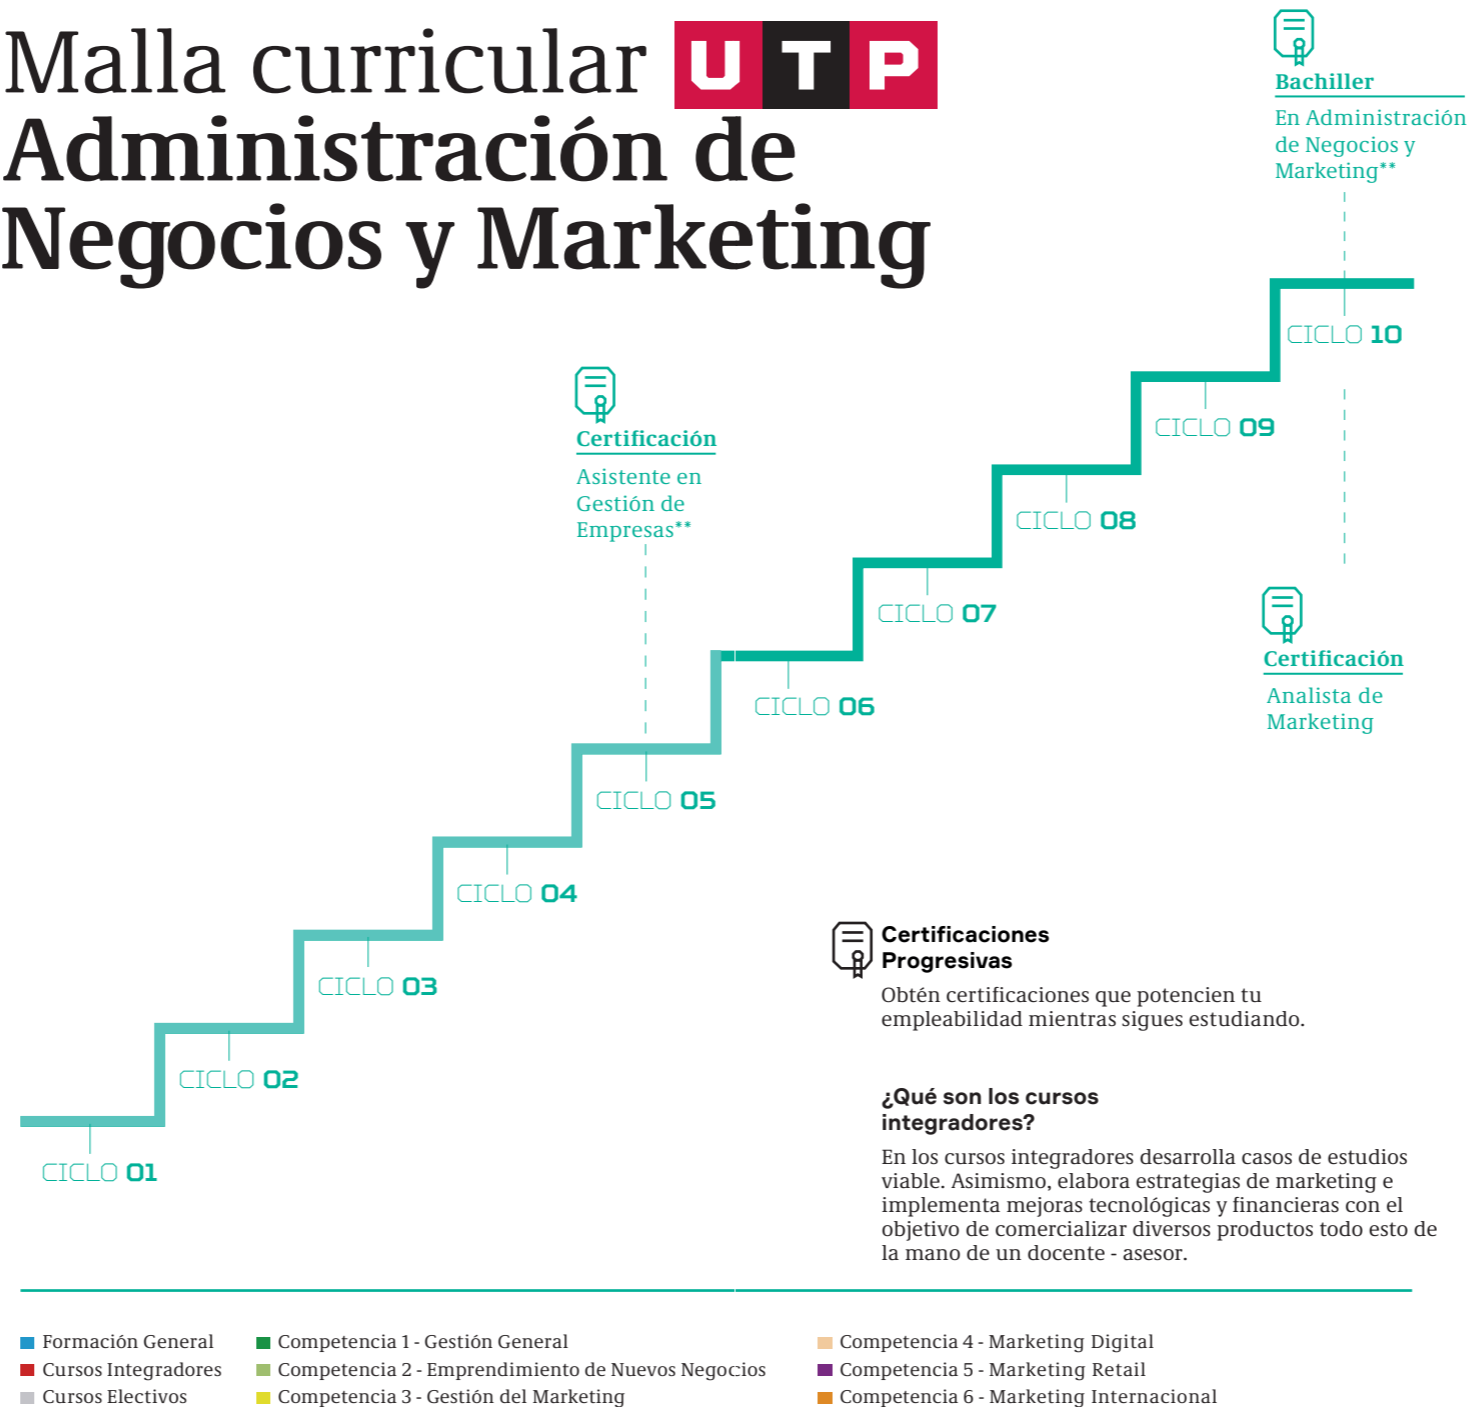 Malla curricular UTP
Administración de
Negocios y Marketing
Bachiller
En Administración
de Negocios y
Marketing**
CICLO 10
CICLO 09
CICLO 08
CICLO 07
CICLO 06
Certificación
Asistente en
Gestión de
Empresas**
CICLO 05
CICLO 04
CICLO 03
CICLO 02
CICLO 01
Certificación
Analista de
Marketing
Certificaciones
Progresivas
Obtén certificaciones que potencien tu
empleabilidad mientras sigues estudiando.
¿Qué son los cursos
integradores?
En los cursos integradores desarrolla casos de estudios
viable. Asimismo, elabora estrategias de marketing e
implementa mejoras tecnológicas y financieras con el
objetivo de comercializar diversos productos todo esto de
la mano de un docente - asesor.
Formación General
Cursos Integradores
Cursos Electivos
Competencia 1 - Gestión General
Competencia 2 - Emprendimiento de Nuevos Negocios
Competencia 3 - Gestión del Marketing
Competencia 4 - Marketing Digital
Competencia 5 - Marketing Retail
Competencia 6 - Marketing Internacional